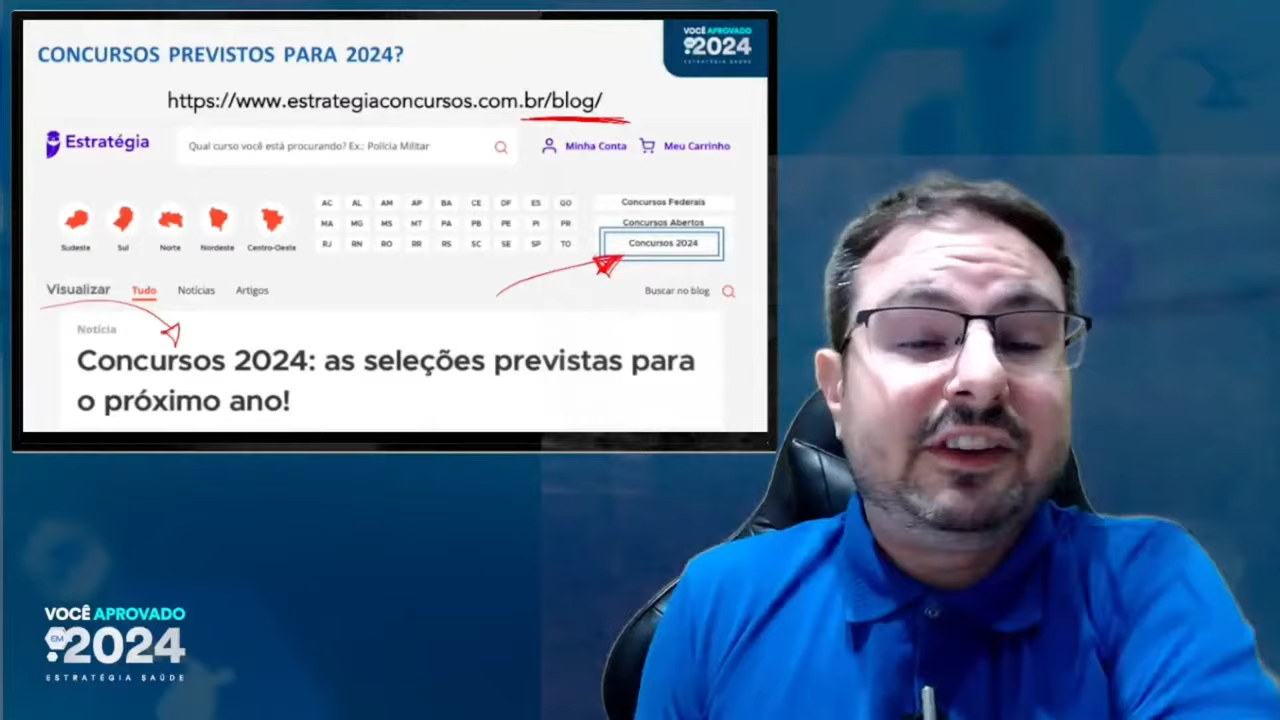 CONCURSOS PREVISTOS PARA 2024?
VOCÊ APROVADO
EM
2024
ESTRATÉGIA SAÚDE
https://www.estrategiaconcursos.com.br/blog/
Estratégia
Qual curso você está procurando? Ex.: Polícia Militar
Minha Conta
Meu Carrinho
AC AL AM AP BA CE DF ES GO
Concursos Federais
MA MG MS MT PA PB PE PI PR
Concursos Abertos
RJ RN RO RR RS SC SE SP TO
Concursos 2024
Sudeste Sul Norte Nordeste Centro-Oeste
Visualizar Tudo Notícias Artigos
Buscar no blog
Notícia
Concursos 2024: as seleções previstas para
o próximo ano!
VOCÊ APROVADO
EM
2024
ESTRATÉGIA SAÚDE